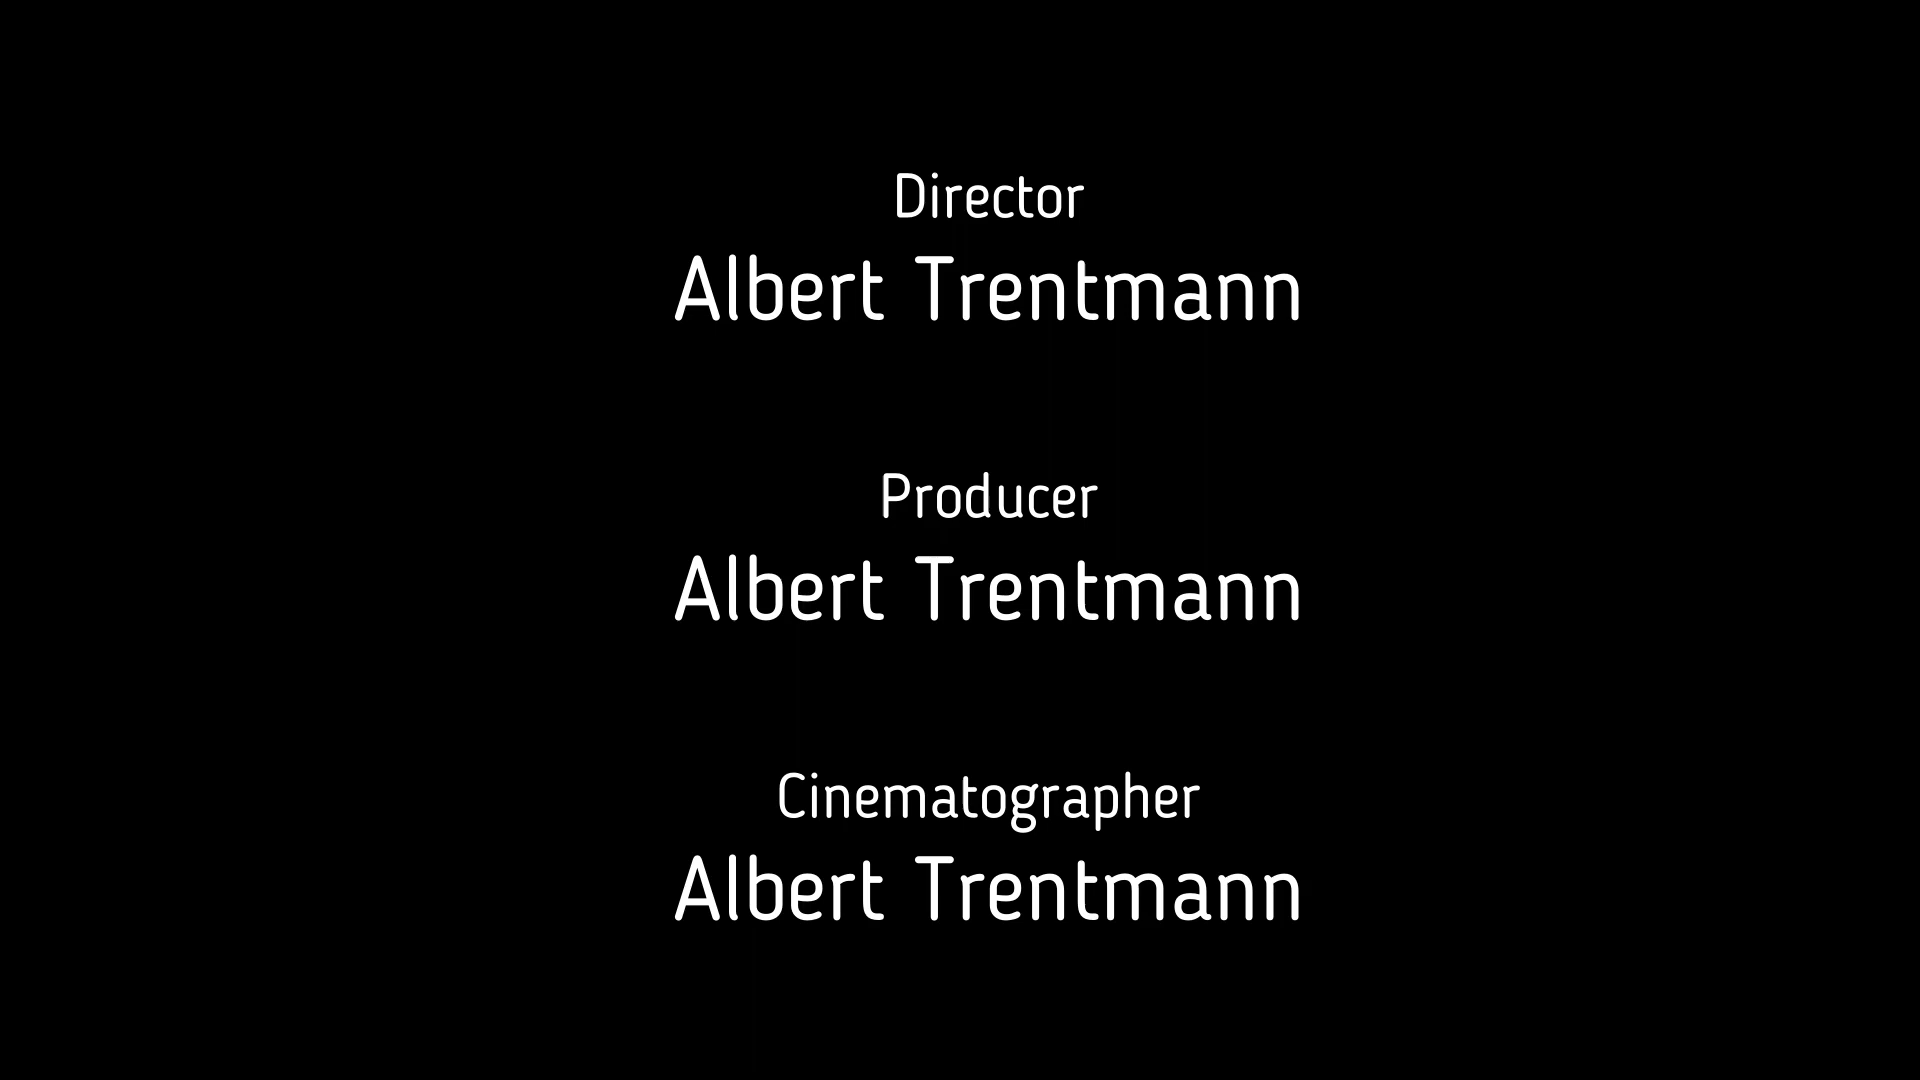 Director
Albert Trentmann
Producer
Albert Trentmann
Cinematographer
Albert Trentmann